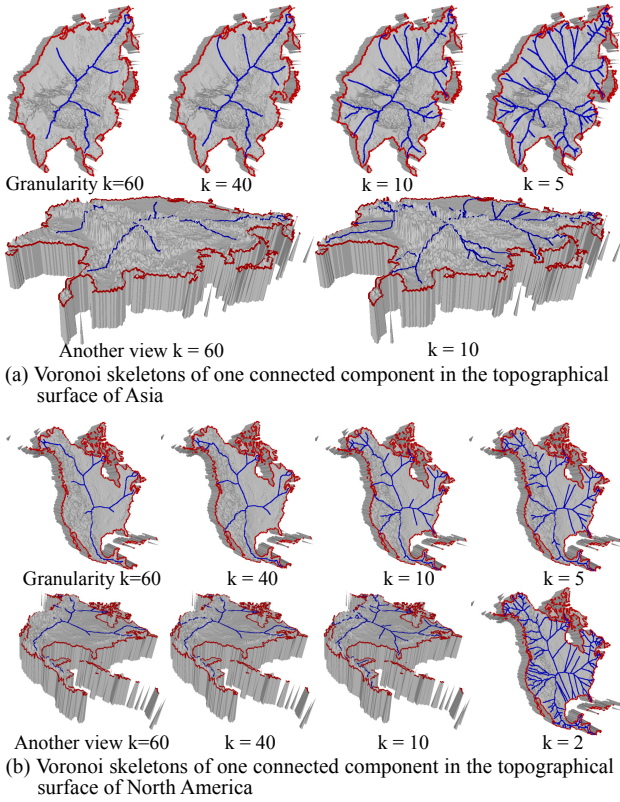 Granularity k=60
k = 40
k = 10
k = 5
Another view k = 60
k = 10
(a) Voronoi skeletons of one connected component in the topographical
surface of Asia
Granularity k=60
k = 40
k = 10
k = 5
Another view k=60
k = 40
k = 10
k = 2
(b) Voronoi skeletons of one connected component in the topographical
surface of North America